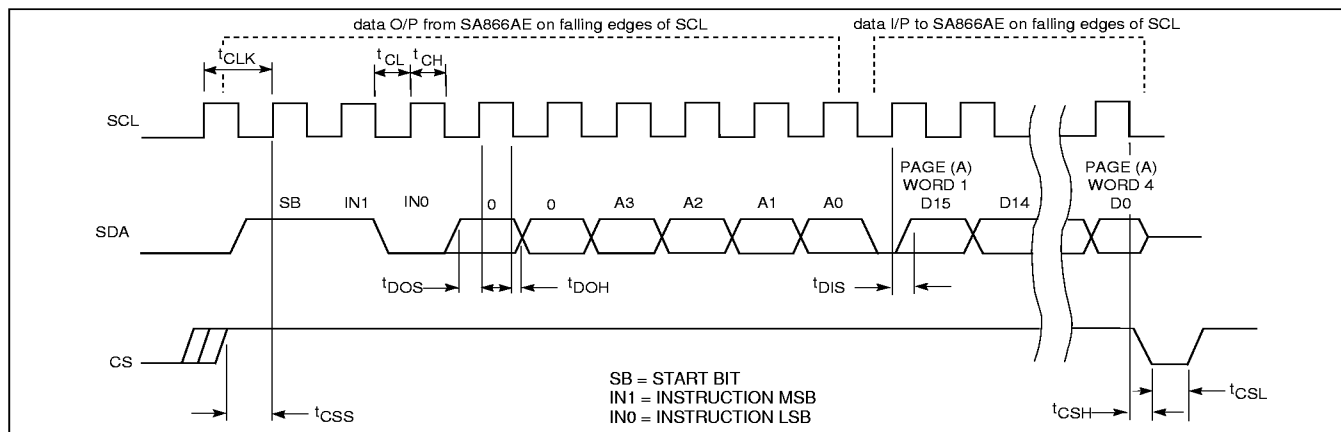 data O/P from SA866AE on falling edges of SCL
data I/P to SA866AE on falling edges of SCL
tCLK
tCL
tCH
SCL
PAGE (A)
WORD 1
PAGE (A)
WORD 4
SB
IN1
IN0
0
0
A3
A2
A1
A0
D15
D14
D0
SDA
tDOS
tDOH
tDIS
CS
SB = START BIT
IN1 = INSTRUCTION MSB
IN0 = INSTRUCTION LSB
tCSS
tCSH
tCSL